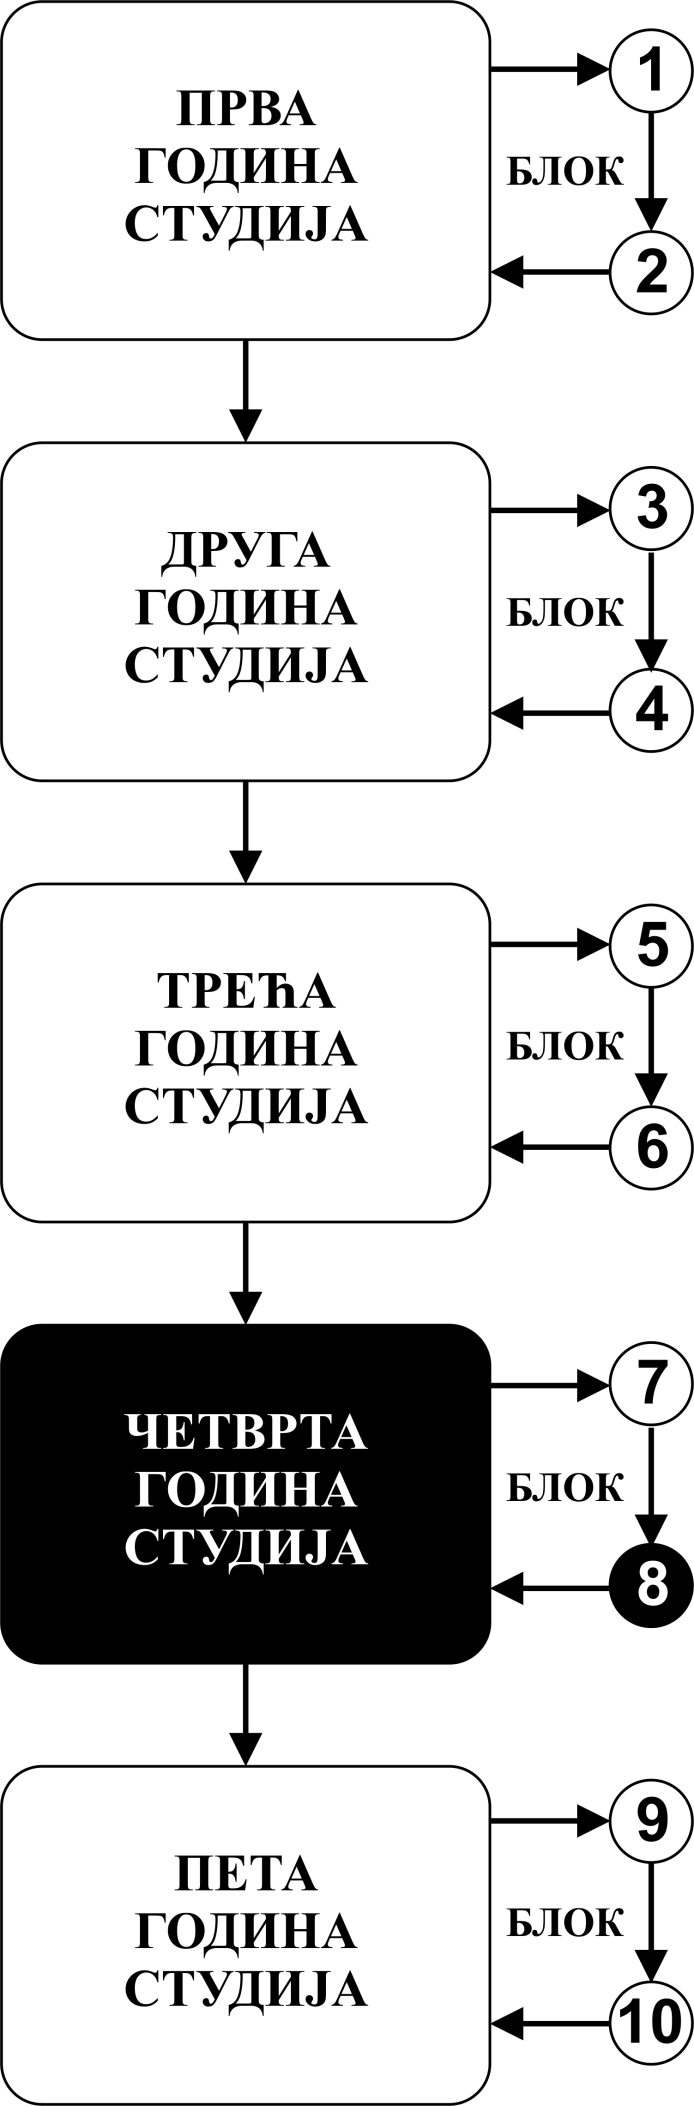 ПРВА
ГОДИНА
СТУДИЈА
1
БЛОК
2
ДРУГА
ГОДИНА
СТУДИЈА
3
БЛОК
4
ТРЕЋА
ГОДИНА
СТУДИЈА
5
БЛОК
6
ЧЕТВРТА
ГОДИНА
СТУДИЈА
7
БЛОК
8
ПЕТА
ГОДИНА
СТУДИЈА
9
БЛОК
10